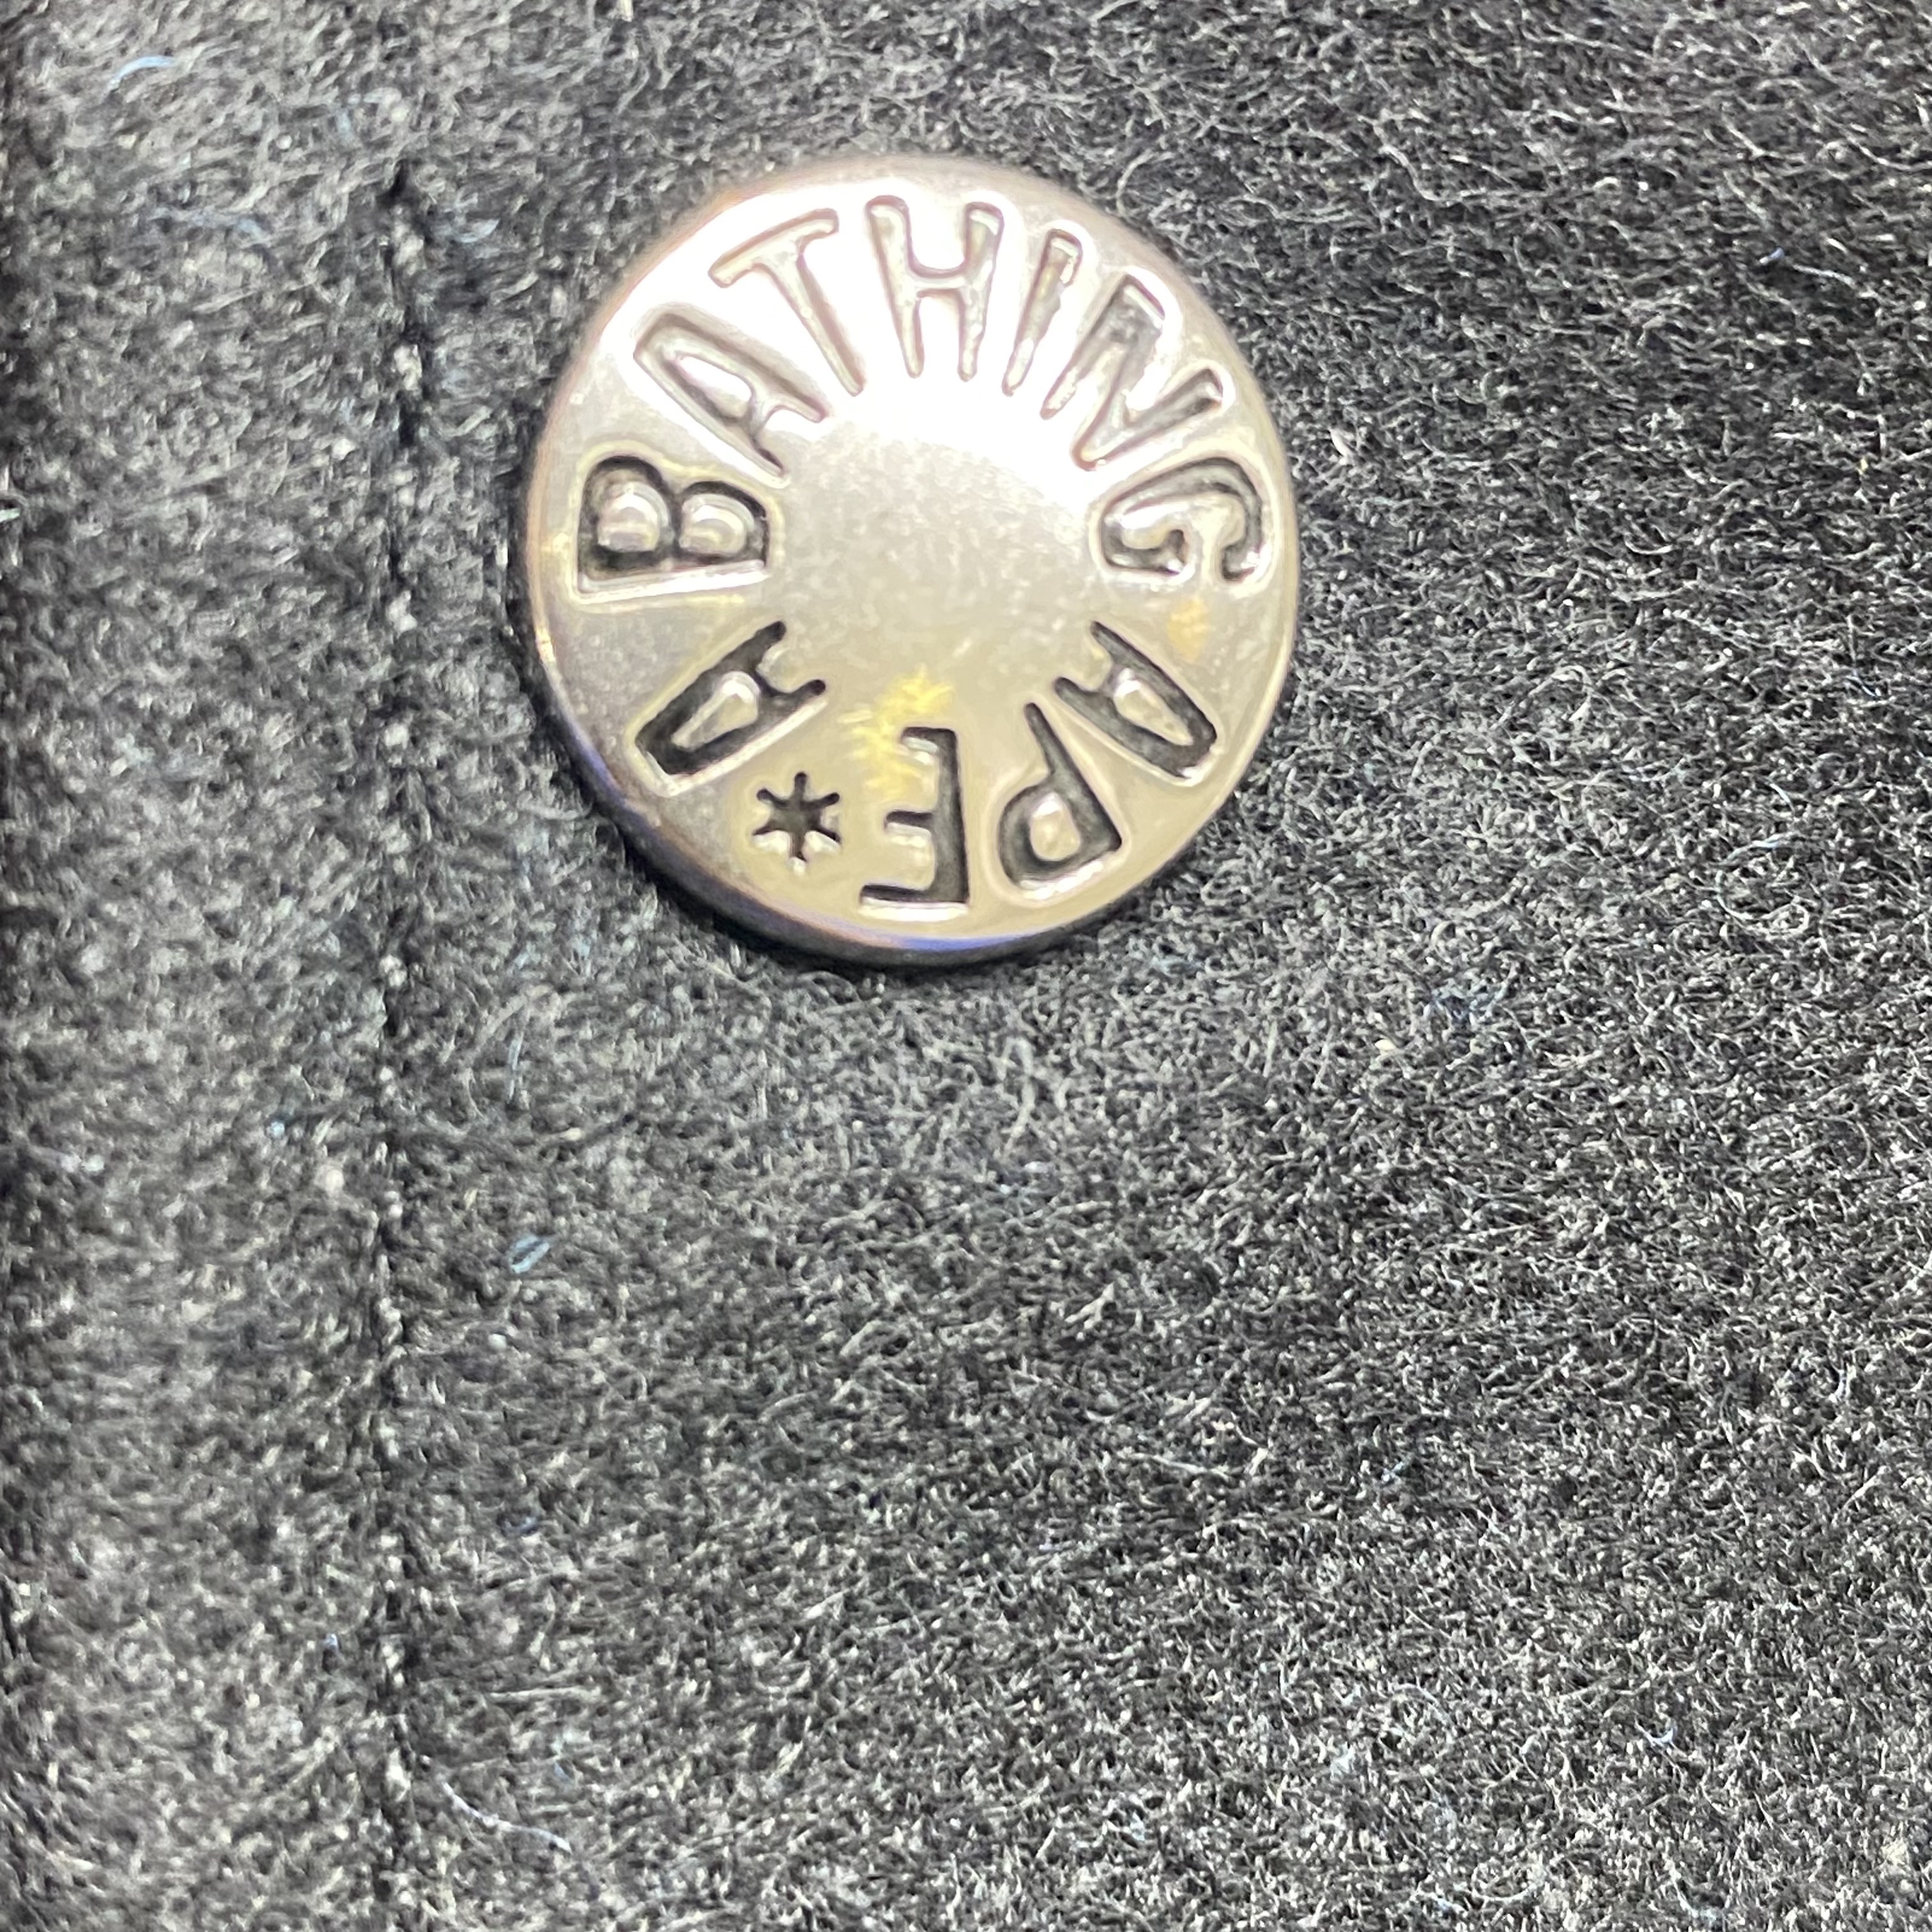 A BATHING APE *